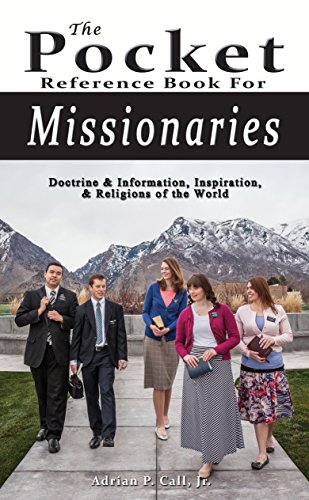 The
Pocket
Reference Book For
Missionaries
Doctrine & Information, Inspiration,
& Religions of the World
Adrian P. Call, Jr.